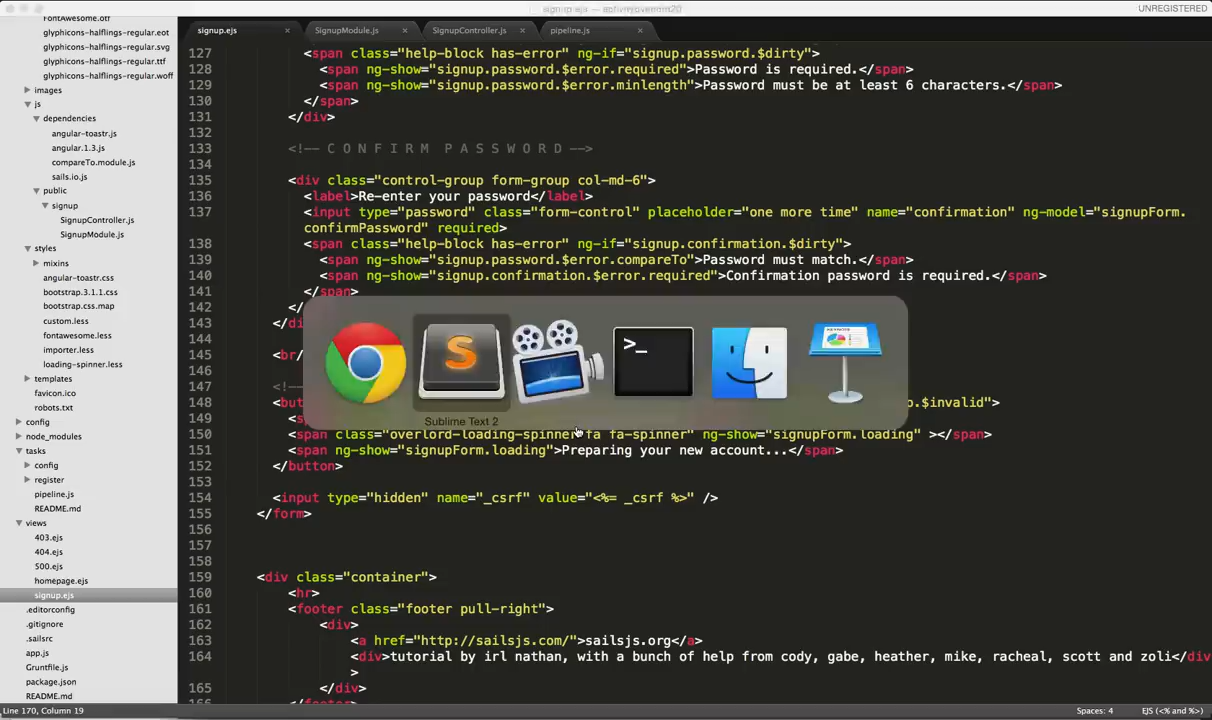 UNREGISTERED
signup.ejs
SignupModule.js
SignupController.js
pipeline.js
FontAwesome.otf
glyphicons-halflings-regular.eot
glyphicons-halflings-regular.svg
glyphicons-halflings-regular.ttf
glyphicons-halflings-regular.woff
images
js
dependencies
angular-toastr.js
angular.1.3.js
compareTo.module.js
sails.io.js
public
signup
SignupController.js
SignupModule.js
styles
mixins
angular-toastr.css
bootstrap.3.1.1.css
bootstrap.css.map
custom.less
fontawesome.less
importer.less
loading-spinner.less
templates
favicon.ico
robots.txt
config
node_modules
tasks
config
register
pipeline.js
README.md
views
403.ejs
404.ejs
500.ejs
homepage.ejs
signup.ejs
.editorconfig
.gitignore
.sailsrc
app.js
Gruntfile.js
package.json
README.md
127 <span class="help-block has-error" ng-if="signup.password.$dirty">
128 <span ng-show="signup.password.$error.required">Password is required.</span>
129 <span ng-show="signup.password.$error.minlength">Password must be at least 6 characters.</span>
130 </span>
131 </div>
132
133 <!-- C O N F I R M  P A S S W O R D -->
134
135 <div class="control-group form-group col-md-6">
136 <label>Re-enter your password</label>
137 <input type="password" class="form-control" placeholder="one more time" name="confirmation" ng-model="signupForm.
confirmPassword" required>
138 <span class="help-block has-error" ng-if="signup.confirmation.$dirty">
139 <span ng-show="signup.password.$error.compareTo">Password must match.</span>
140 <span ng-show="signup.confirmation.$error.required">Confirmation password is required.</span>
141 </span>
142 </
143 </di
144
145 <br/
146
147 <!--
148 <but .$invalid">
149 <s
150 <span class="overlord-loading-spinner fa fa-spinner" ng-show="signupForm.loading" ></span>
151 <span ng-show="signupForm.loading">Preparing your new account...</span>
152 </button>
153
154 <input type="hidden" name="_csrf" value="<%= _csrf %>" />
155 </form>
156
157
158
159 <div class="container">
160 <hr>
161 <footer class="footer pull-right">
162 <div>
163 <a href="http://sailsjs.com/">sailsjs.org</a>
164 <div>tutorial by irl nathan, with a bunch of help from cody, gabe, heather, mike, racheal, scott and zoli</div
>
165 </div>
Sublime Text 2
Line 170, Column 19
Spaces: 4
EJS (<% and %>)